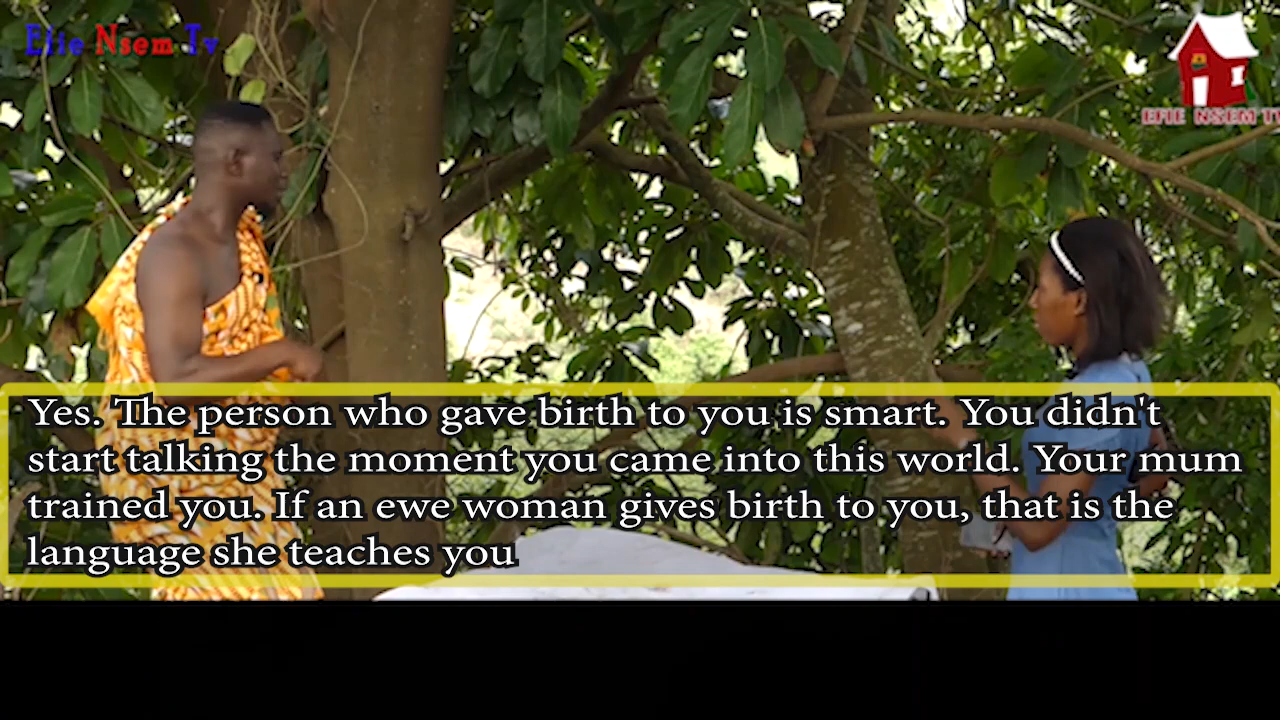 Efie Nsem Tv
EFIE NSEM TV
Yes. The person who gave birth to you is smart. You didn't
start talking the moment you came into this world. Your mum
trained you. If an ewe woman gives birth to you, that is the
language she teaches you